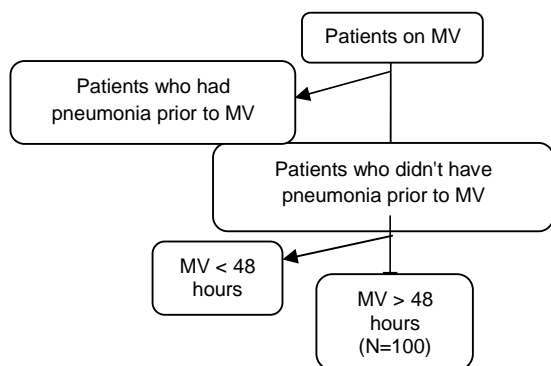 Patients on MV
Patients who had
pneumonia prior to MV
Patients who didn't have
pneumonia prior to MV
MV < 48
hours
MV > 48
hours
(N=100)